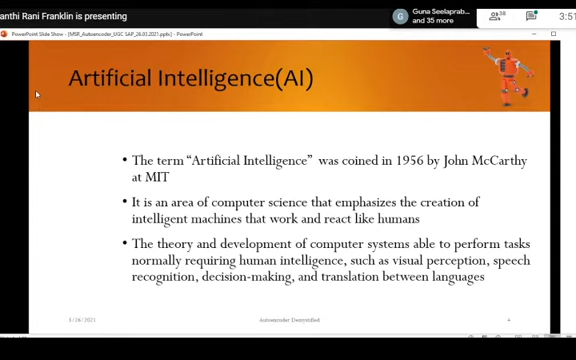 anthi Rani Franklin is presenting
Guna Seelaprab...
and 35 more
38
3:51
PowerPoint Slide Show - [MSR_Autoencoder_UGC SAP_26.03.2021.pptx] - PowerPoint
Artificial Intelligence(AI)
• The term “Artificial Intelligence” was coined in 1956 by John McCarthy
at MIT
• It is an area of computer science that emphasizes the creation of
intelligent machines that work and react like humans
• The theory and development of computer systems able to perform tasks
normally requiring human intelligence, such as visual perception, speech
recognition, decision-making, and translation between languages
3/26/2021
Autoencoder Demystified
4